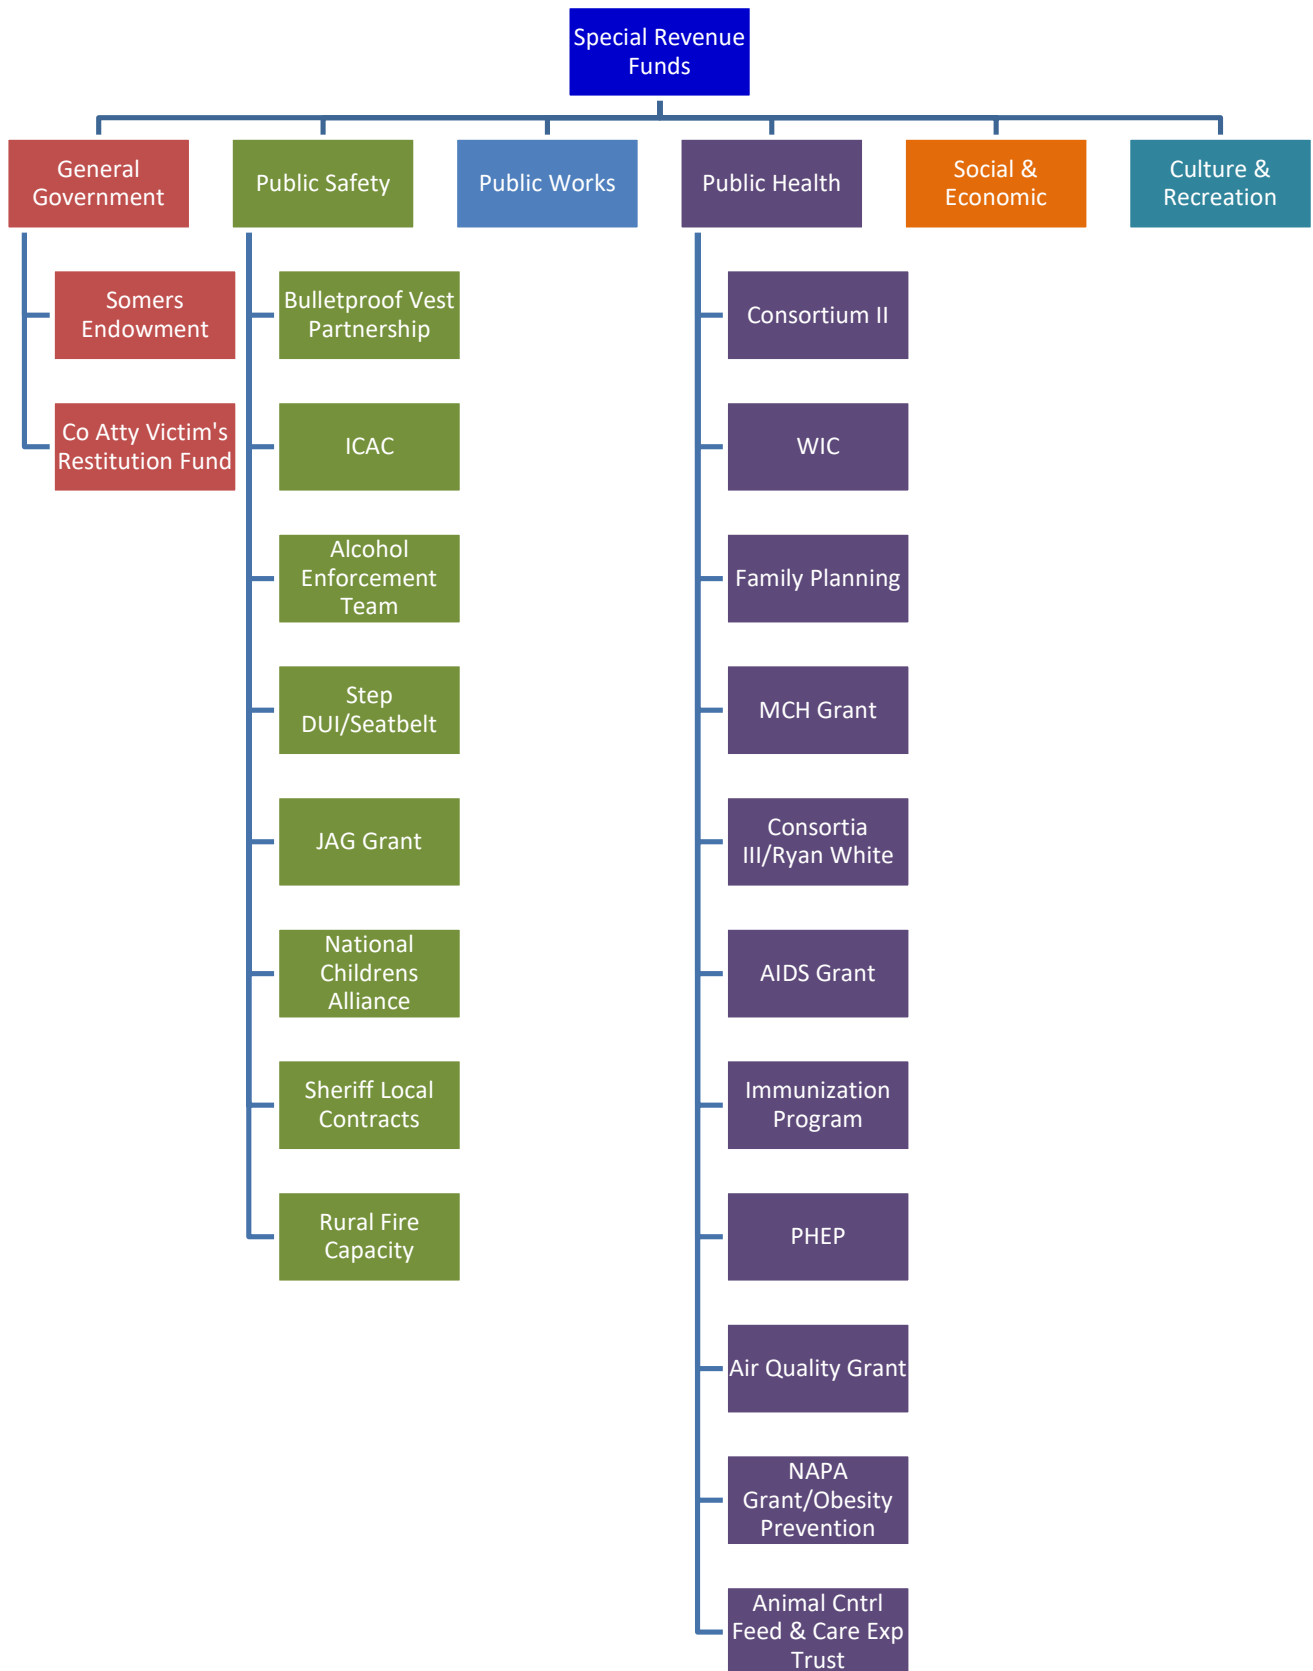 Special Revenue
Funds
General
Government
Public Safety
Public Works
Public Health
Social &
Economic
Culture &
Recreation
Somers
Endowment
Co Atty Victim's
Restitution Fund
Bulletproof Vest
Partnership
ICAC
Alcohol
Enforcement
Team
Step
DUI/Seatbelt
JAG Grant
National
Childrens
Alliance
Sheriff Local
Contracts
Rural Fire
Capacity
Consortium II
WIC
Family Planning
MCH Grant
Consortia
III/Ryan White
AIDS Grant
Immunization
Program
PHEP
Air Quality Grant
NAPA
Grant/Obesity
Prevention
Animal Cntrl
Feed & Care Exp
Trust